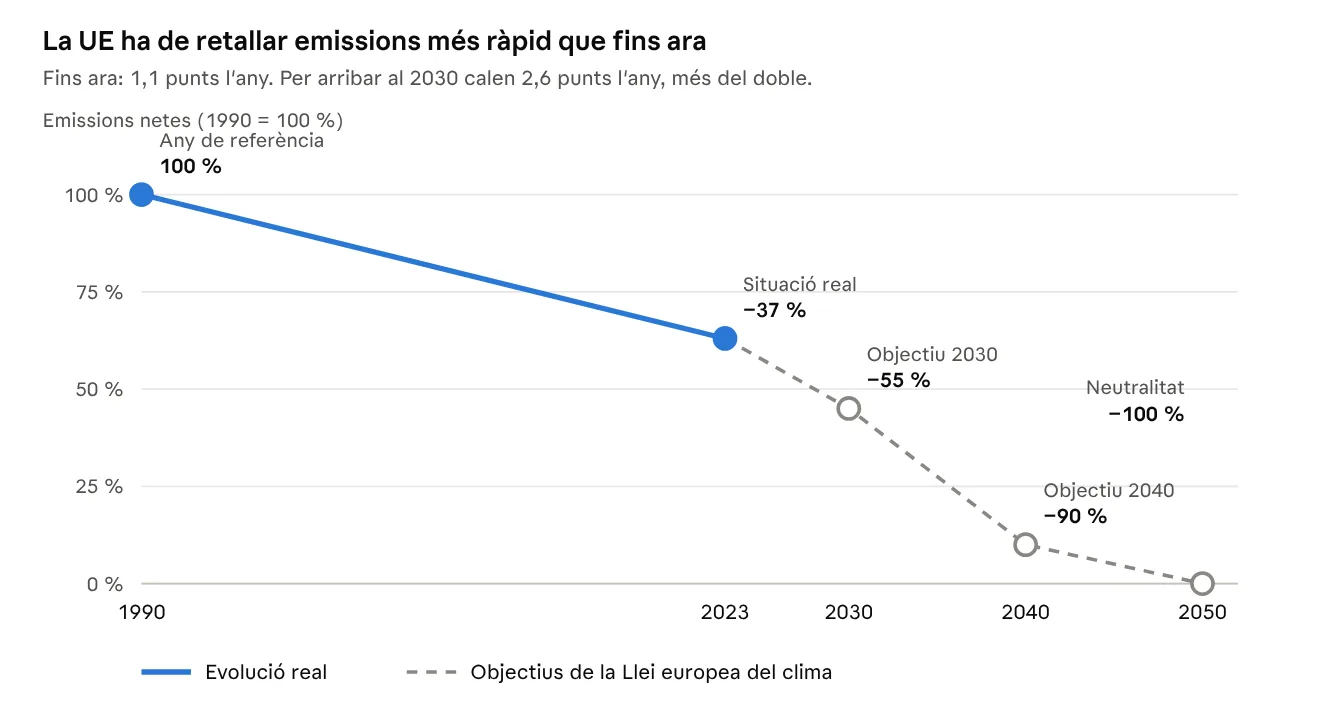 La UE ha de retallar emissions més ràpid que fins ara
Fins ara: 1,1 punts l'any. Per arribar al 2030 calen 2,6 punts l'any, més del doble.
Emissions netes (1990 = 100 %)
Any de referència
100 %
100 %
Situació real
−37 %
75 %
Objectiu 2030
−55 %
Neutralitat
−100 %
50 %
Objectiu 2040
−90 %
25 %
0 %
1990 2023 2030 2040 2050
Evolució real Objectius de la Llei europea del clima